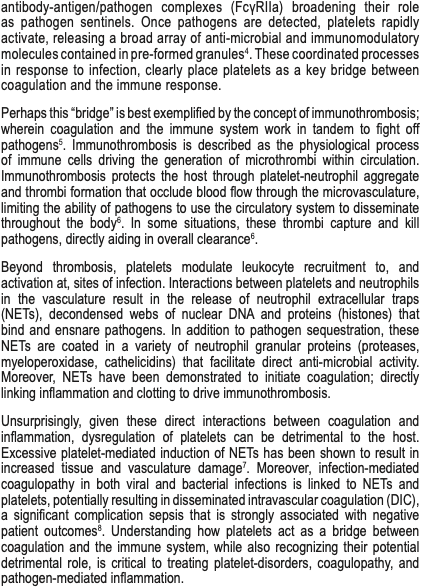 antibody-antigen/pathogen complexes (FcγRIIa) broadening their role
as pathogen sentinels. Once pathogens are detected, platelets rapidly
activate, releasing a broad array of anti-microbial and immunomodulatory
molecules contained in pre-formed granules⁴. These coordinated processes
in response to infection, clearly place platelets as a key bridge between
coagulation and the immune response.

Perhaps this “bridge” is best exemplified by the concept of immunothrombosis;
wherein coagulation and the immune system work in tandem to fight off
pathogens⁵. Immunothrombosis is described as the physiological process
of immune cells driving the generation of microthrombi within circulation.
Immunothrombosis protects the host through platelet-neutrophil aggregate
and thrombi formation that occlude blood flow through the microvasculature,
limiting the ability of pathogens to use the circulatory system to disseminate
throughout the body⁶. In some situations, these thrombi capture and kill
pathogens, directly aiding in overall clearance⁶.

Beyond thrombosis, platelets modulate leukocyte recruitment to, and
activation at, sites of infection. Interactions between platelets and neutrophils
in the vasculature result in the release of neutrophil extracellular traps
(NETs), decondensed webs of nuclear DNA and proteins (histones) that
bind and ensnare pathogens. In addition to pathogen sequestration, these
NETs are coated in a variety of neutrophil granular proteins (proteases,
myeloperoxidase, cathelicidins) that facilitate direct anti-microbial activity.
Moreover, NETs have been demonstrated to initiate coagulation; directly
linking inflammation and clotting to drive immunothrombosis.

Unsurprisingly, given these direct interactions between coagulation and
inflammation, dysregulation of platelets can be detrimental to the host.
Excessive platelet-mediated induction of NETs has been shown to result in
increased tissue and vasculature damage⁷. Moreover, infection-mediated
coagulopathy in both viral and bacterial infections is linked to NETs and
platelets, potentially resulting in disseminated intravascular coagulation (DIC),
a significant complication sepsis that is strongly associated with negative
patient outcomes⁸. Understanding how platelets act as a bridge between
coagulation and the immune system, while also recognizing their potential
detrimental role, is critical to treating platelet-disorders, coagulopathy, and
pathogen-mediated inflammation.